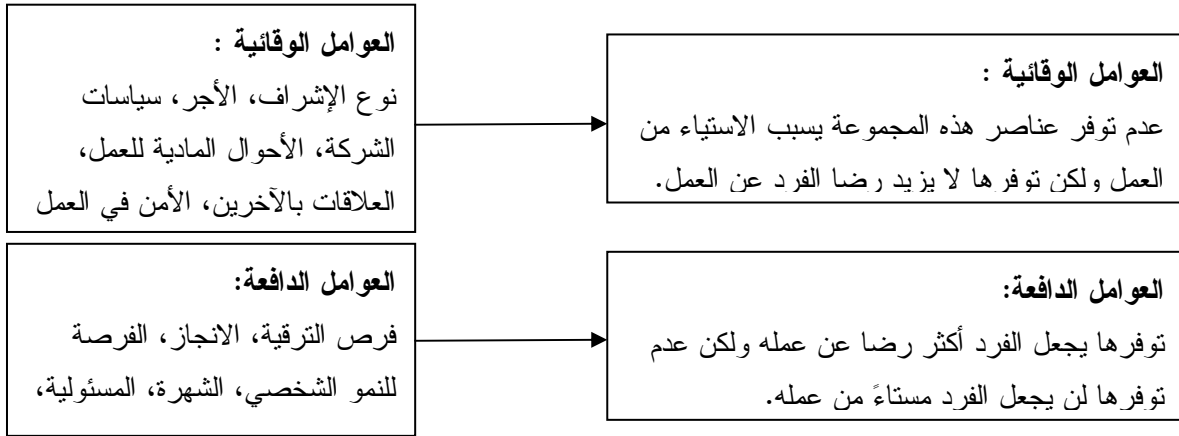 العوامل الوقائية :
نوع الإشراف، الأجر، سياسات
الشركة، الأحوال المادية للعمل،
العلاقات بالآخرين، الأمن في العمل
العوامل الوقائية :
عدم توفر عناصر هذه المجموعة يسبب الاستياء من
العمل ولكن توفرها لا يزيد رضا الفرد عن العمل.
العوامل الدافعة:
فرص الترقية، الانجاز، الفرصة
للنمو الشخصي، الشهرة، المسئولية،
العوامل الدافعة:
توفرها يجعل الفرد أكثر رضا عن عمله ولكن عدم
توفرها لن يجعل الفرد مستاءً من عمله.